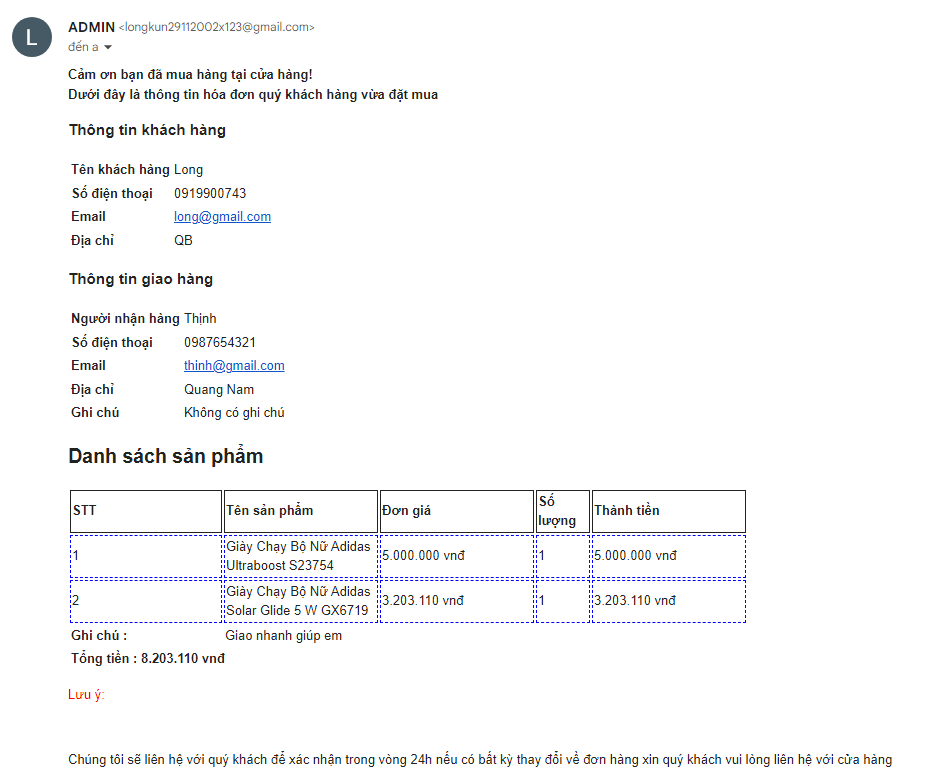 L
ADMIN <longkun29112002x123@gmail.com>
đến a
Cảm ơn bạn đã mua hàng tại cửa hàng!
Dưới đây là thông tin hóa đơn quý khách hàng vừa đặt mua
Thông tin khách hàng
Tên khách hàng Long
Số điện thoại 0919900743
Email long@gmail.com
Địa chỉ QB
Thông tin giao hàng
Người nhận hàng Thịnh
Số điện thoại 0987654321
Email thinh@gmail.com
Địa chỉ Quang Nam
Ghi chú Không có ghi chú
Danh sách sản phẩm
STT Tên sản phẩm Đơn giá Số lượng Thành tiền
1 Giày Chạy Bộ Nữ Adidas Ultraboost S23754 5.000.000 vnđ 1 5.000.000 vnđ
2 Giày Chạy Bộ Nữ Adidas Solar Glide 5 W GX6719 3.203.110 vnđ 1 3.203.110 vnđ
Ghi chú : Giao nhanh giúp em
Tổng tiền : 8.203.110 vnđ
Lưu ý:
Chúng tôi sẽ liên hệ với quý khách để xác nhận trong vòng 24h nếu có bất kỳ thay đổi về đơn hàng xin quý khách vui lòng liên hệ với cửa hàng